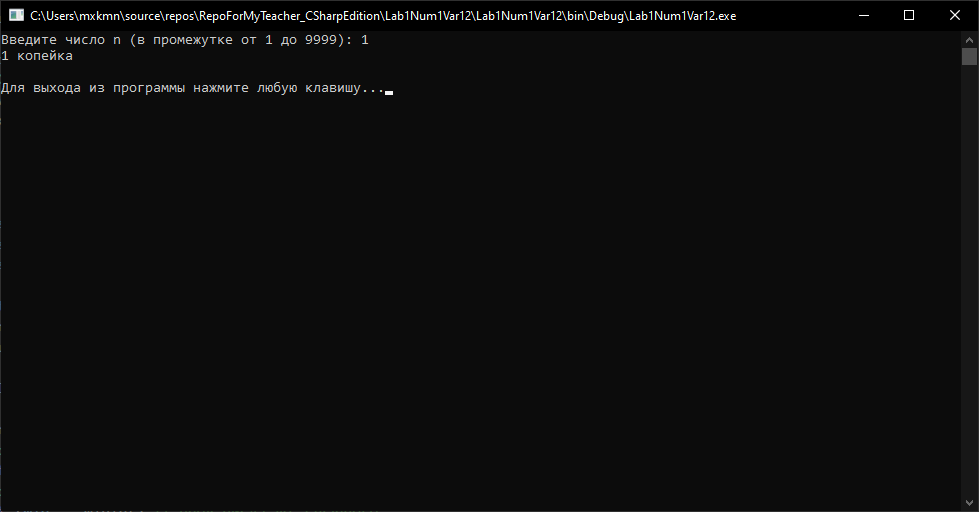 C:\Users\mxkmn\source\repos\RepoForMyTeacher_CSharpEdition\Lab1Num1Var12\Lab1Num1Var12\bin\Debug\Lab1Num1Var12.exe
Введите число n (в промежутке от 1 до 9999): 1
1 копейка
Для выхода из программы нажмите любую клавишу...